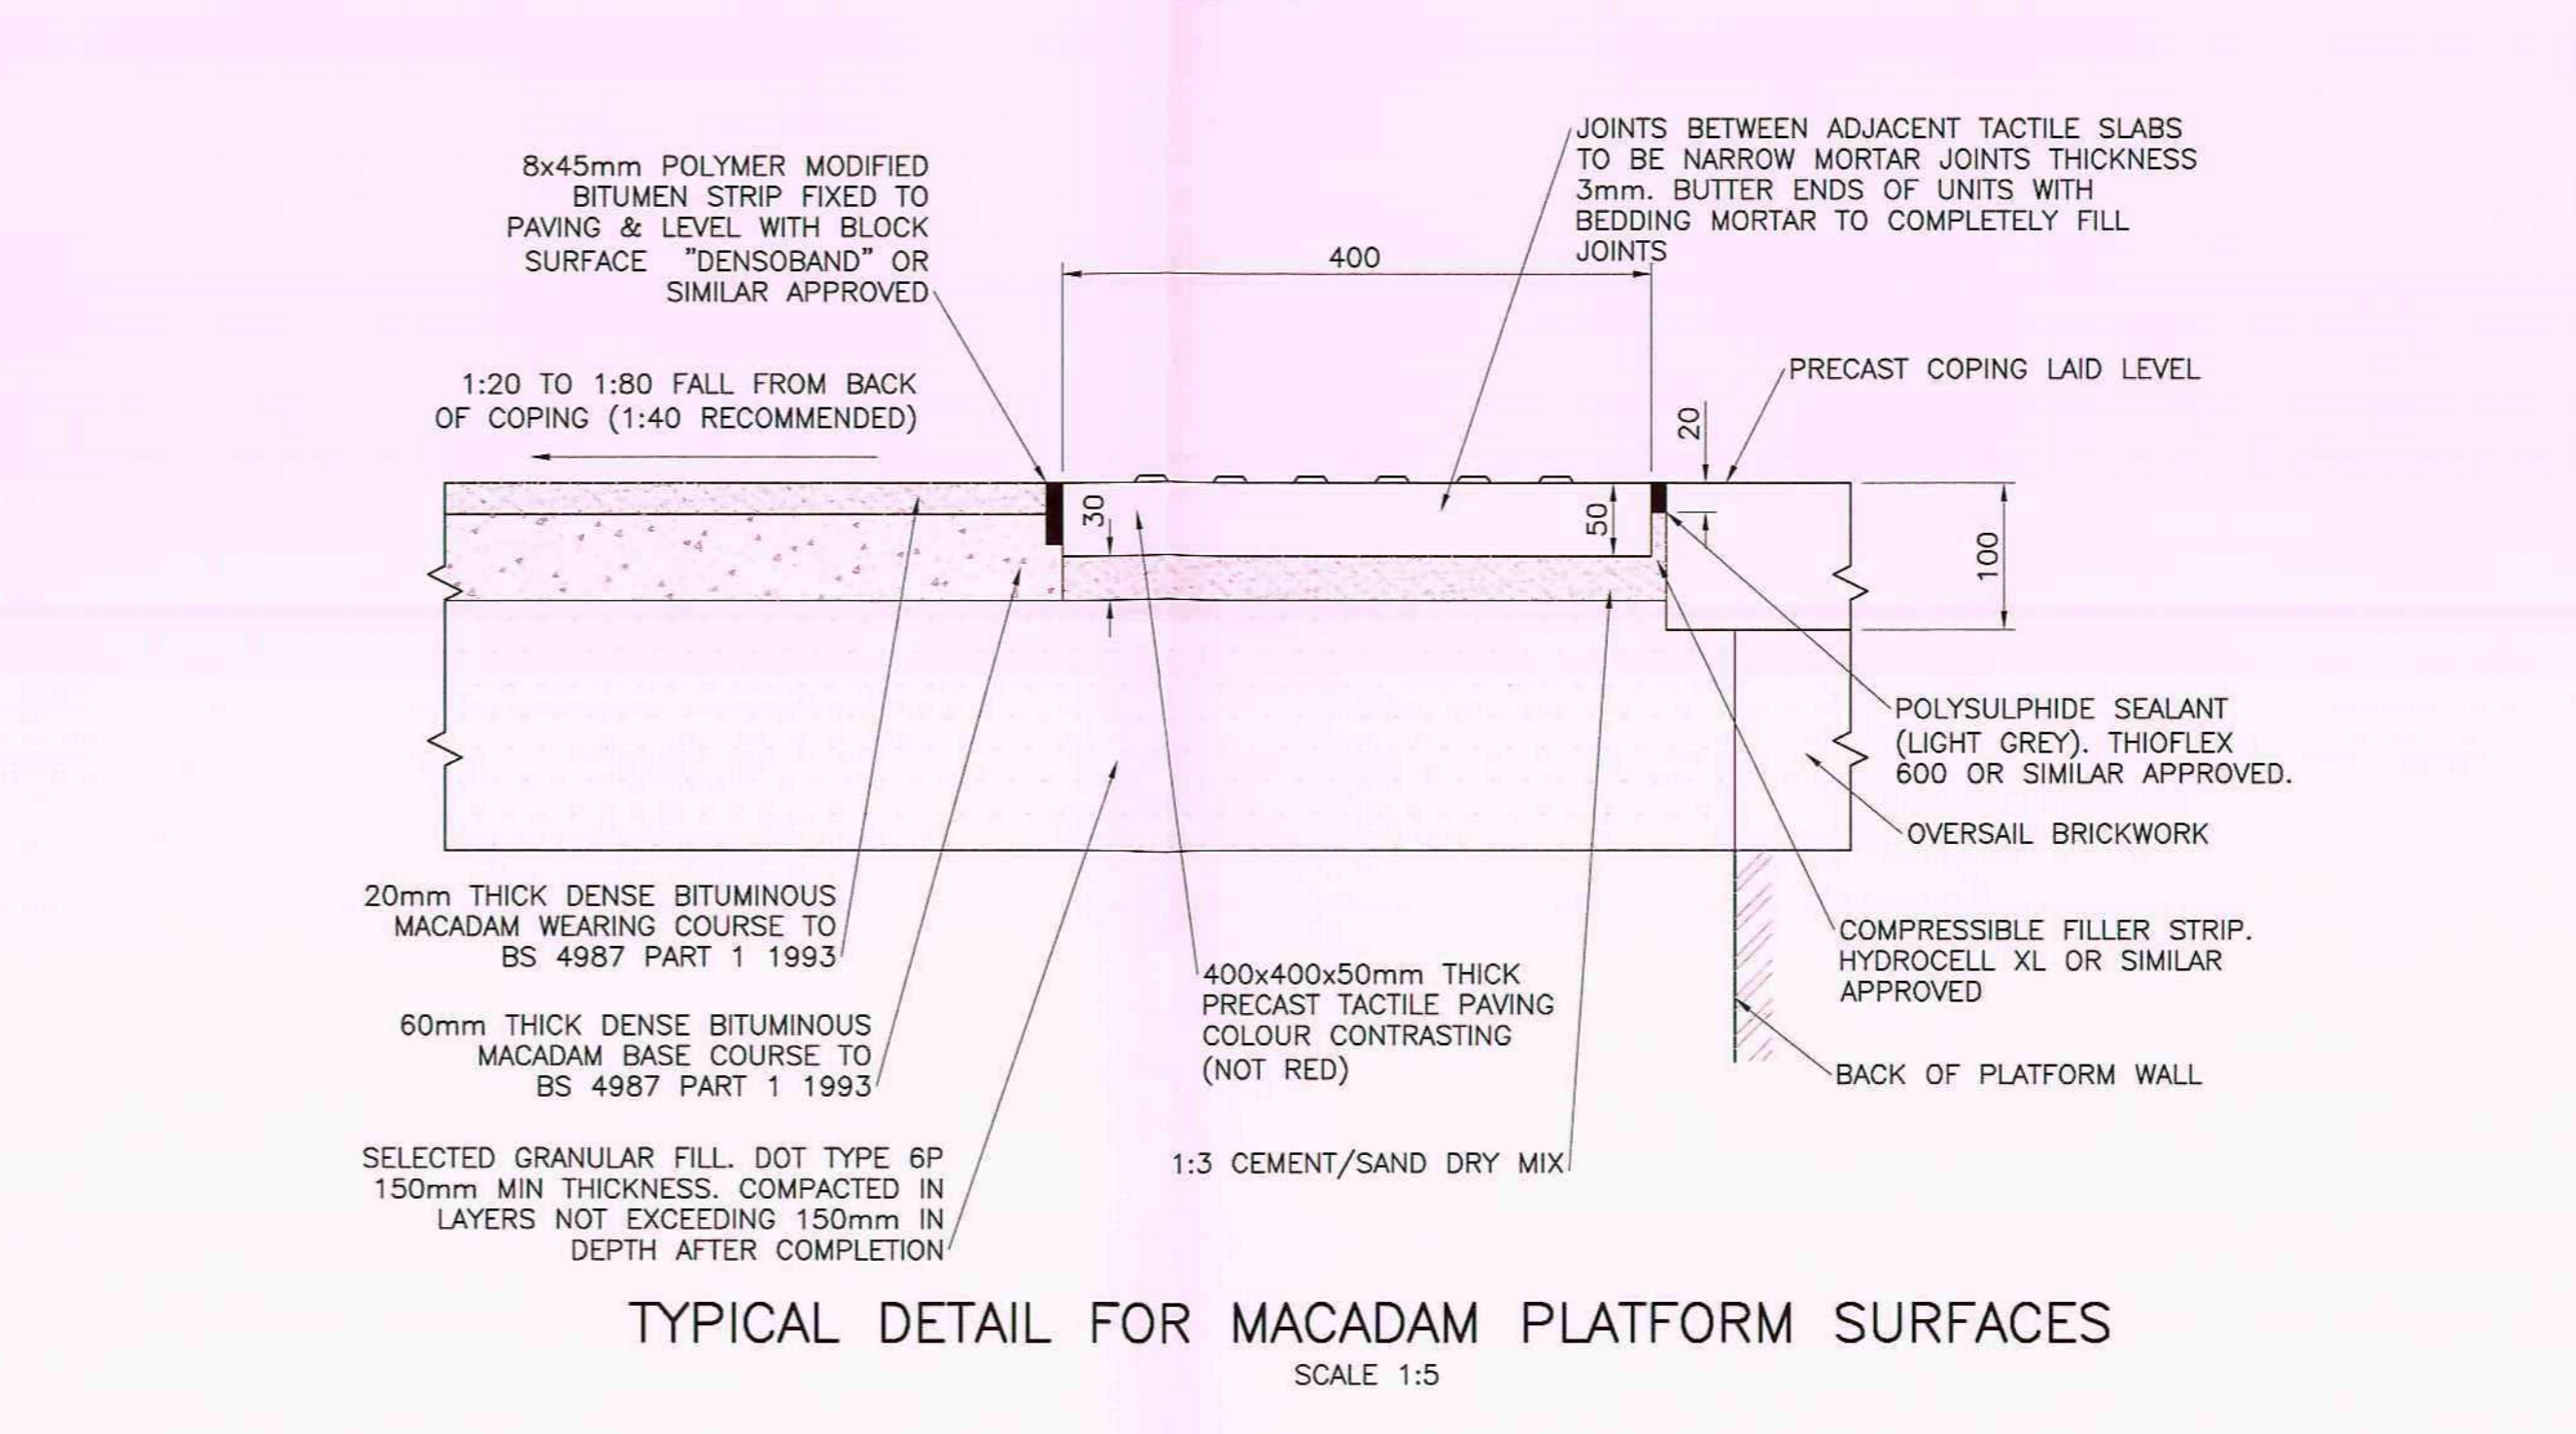 8x45mm POLYMER MODIFIED
BITUMEN STRIP FIXED TO
PAVING & LEVEL WITH BLOCK
SURFACE "DENSOBAND" OR
SIMILAR APPROVED
JOINTS BETWEEN ADJACENT TACTILE SLABS
TO BE NARROW MORTAR JOINTS THICKNESS
3mm. BUTTER ENDS OF UNITS WITH
BEDDING MORTAR TO COMPLETELY FILL
JOINTS
400
1:20 TO 1:80 FALL FROM BACK
OF COPING (1:40 RECOMMENDED)
PRECAST COPING LAID LEVEL
20
30
50
100
POLYSULPHIDE SEALANT
(LIGHT GREY). THIOFLEX
600 OR SIMILAR APPROVED.
OVERSAIL BRICKWORK
20mm THICK DENSE BITUMINOUS
MACADAM WEARING COURSE TO
BS 4987 PART 1 1993
COMPRESSIBLE FILLER STRIP.
HYDROCELL XL OR SIMILAR
APPROVED
400x400x50mm THICK
PRECAST TACTILE PAVING
COLOUR CONTRASTING
(NOT RED)
60mm THICK DENSE BITUMINOUS
MACADAM BASE COURSE TO
BS 4987 PART 1 1993
BACK OF PLATFORM WALL
SELECTED GRANULAR FILL. DOT TYPE 6P
150mm MIN THICKNESS. COMPACTED IN
LAYERS NOT EXCEEDING 150mm IN
DEPTH AFTER COMPLETION
1:3 CEMENT/SAND DRY MIX
TYPICAL DETAIL FOR MACADAM PLATFORM SURFACES
SCALE 1:5